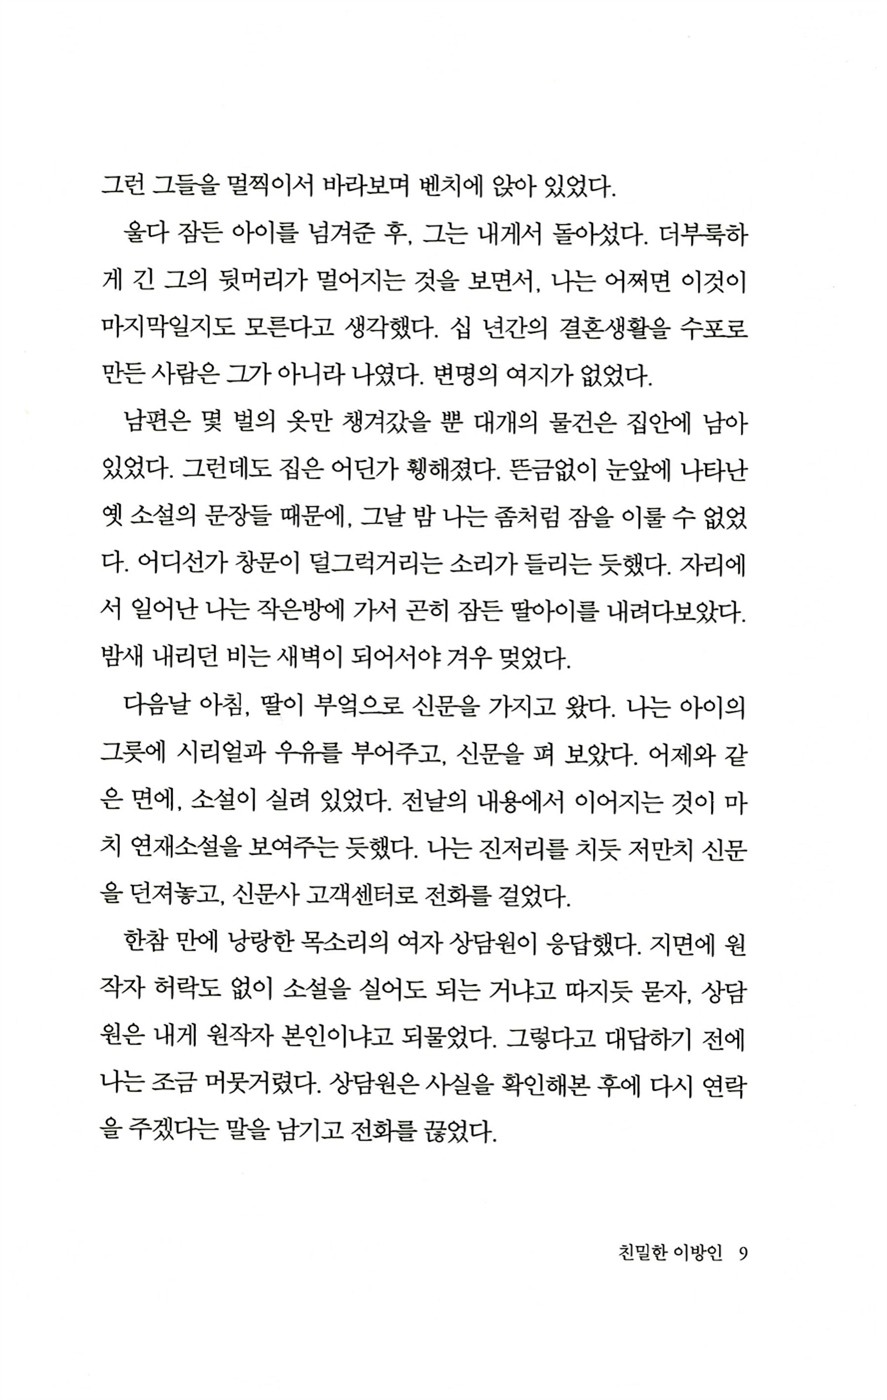 그런 그들을 멀찍이서 바라보며 벤치에 앉아 있었다.
울다 잠든 아이를 넘겨준 후, 그는 내게서 돌아섰다. 더부룩하
게 긴 그의 뒷머리가 멀어지는 것을 보면서, 나는 어쩌면 이것이
마지막일지도 모른다고 생각했다. 십 년간의 결혼생활을 수포로
만든 사람은 그가 아니라 나였다. 변명의 여지가 없었다.
남편은 몇 벌의 옷만 챙겨갔을 뿐 대개의 물건은 집안에 남아
있었다. 그런데도 집은 어딘가 휑해졌다. 뜬금없이 눈앞에 나타난
옛 소설의 문장들 때문에, 그날 밤 나는 좀처럼 잠을 이룰 수 없었
다. 어디선가 창문이 덜그럭거리는 소리가 들리는 듯했다. 자리에
서 일어난 나는 작은방에 가서 곤히 잠든 딸아이를 내려다보았다.
밤새 내리던 비는 새벽이 되어서야 겨우 멎었다.
다음날 아침, 딸이 부엌으로 신문을 가지고 왔다. 나는 아이의
그릇에 시리얼과 우유를 부어주고, 신문을 펴 보았다. 어제와 같
은 면에, 소설이 실려 있었다. 전날의 내용에서 이어지는 것이 마
치 연재소설을 보여주는 듯했다. 나는 진저리를 치듯 저만치 신문
을 던져놓고, 신문사 고객센터로 전화를 걸었다.
한참 만에 낭랑한 목소리의 여자 상담원이 응답했다. 지면에 원
작자 허락도 없이 소설을 실어도 되는 거냐고 따지듯 묻자, 상담
원은 내게 원작자 본인이냐고 되물었다. 그렇다고 대답하기 전에
나는 조금 머뭇거렸다. 상담원은 사실을 확인해본 후에 다시 연락
을 주겠다는 말을 남기고 전화를 끊었다.
친밀한 이방인 9